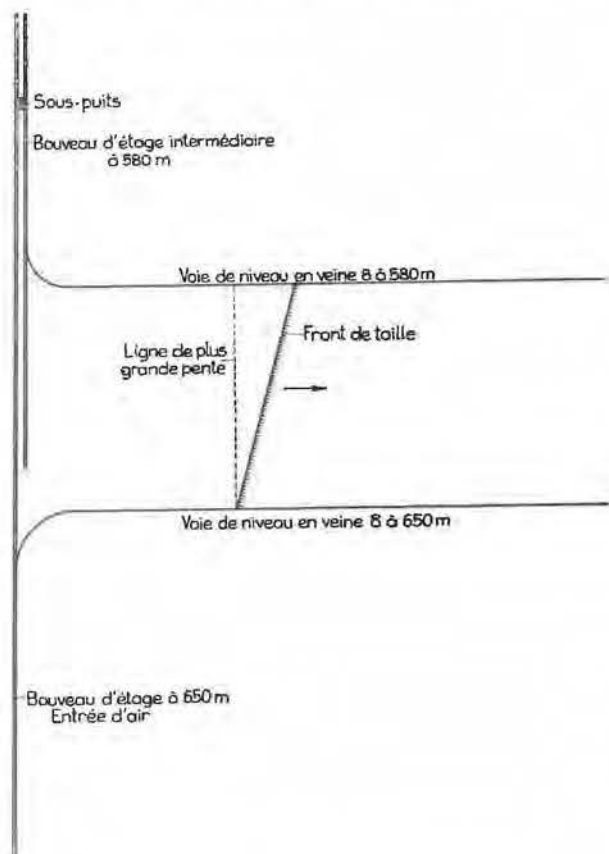 Sous-puits
Bouveau d'étage intermédiaire
à 580 m
Voie de niveau en veine 8 à 580 m
Front de taille
Ligne de plus
grande pente
Voie de niveau en veine 8 à 650 m
Bouveau d'étage à 650 m
Entrée d'air